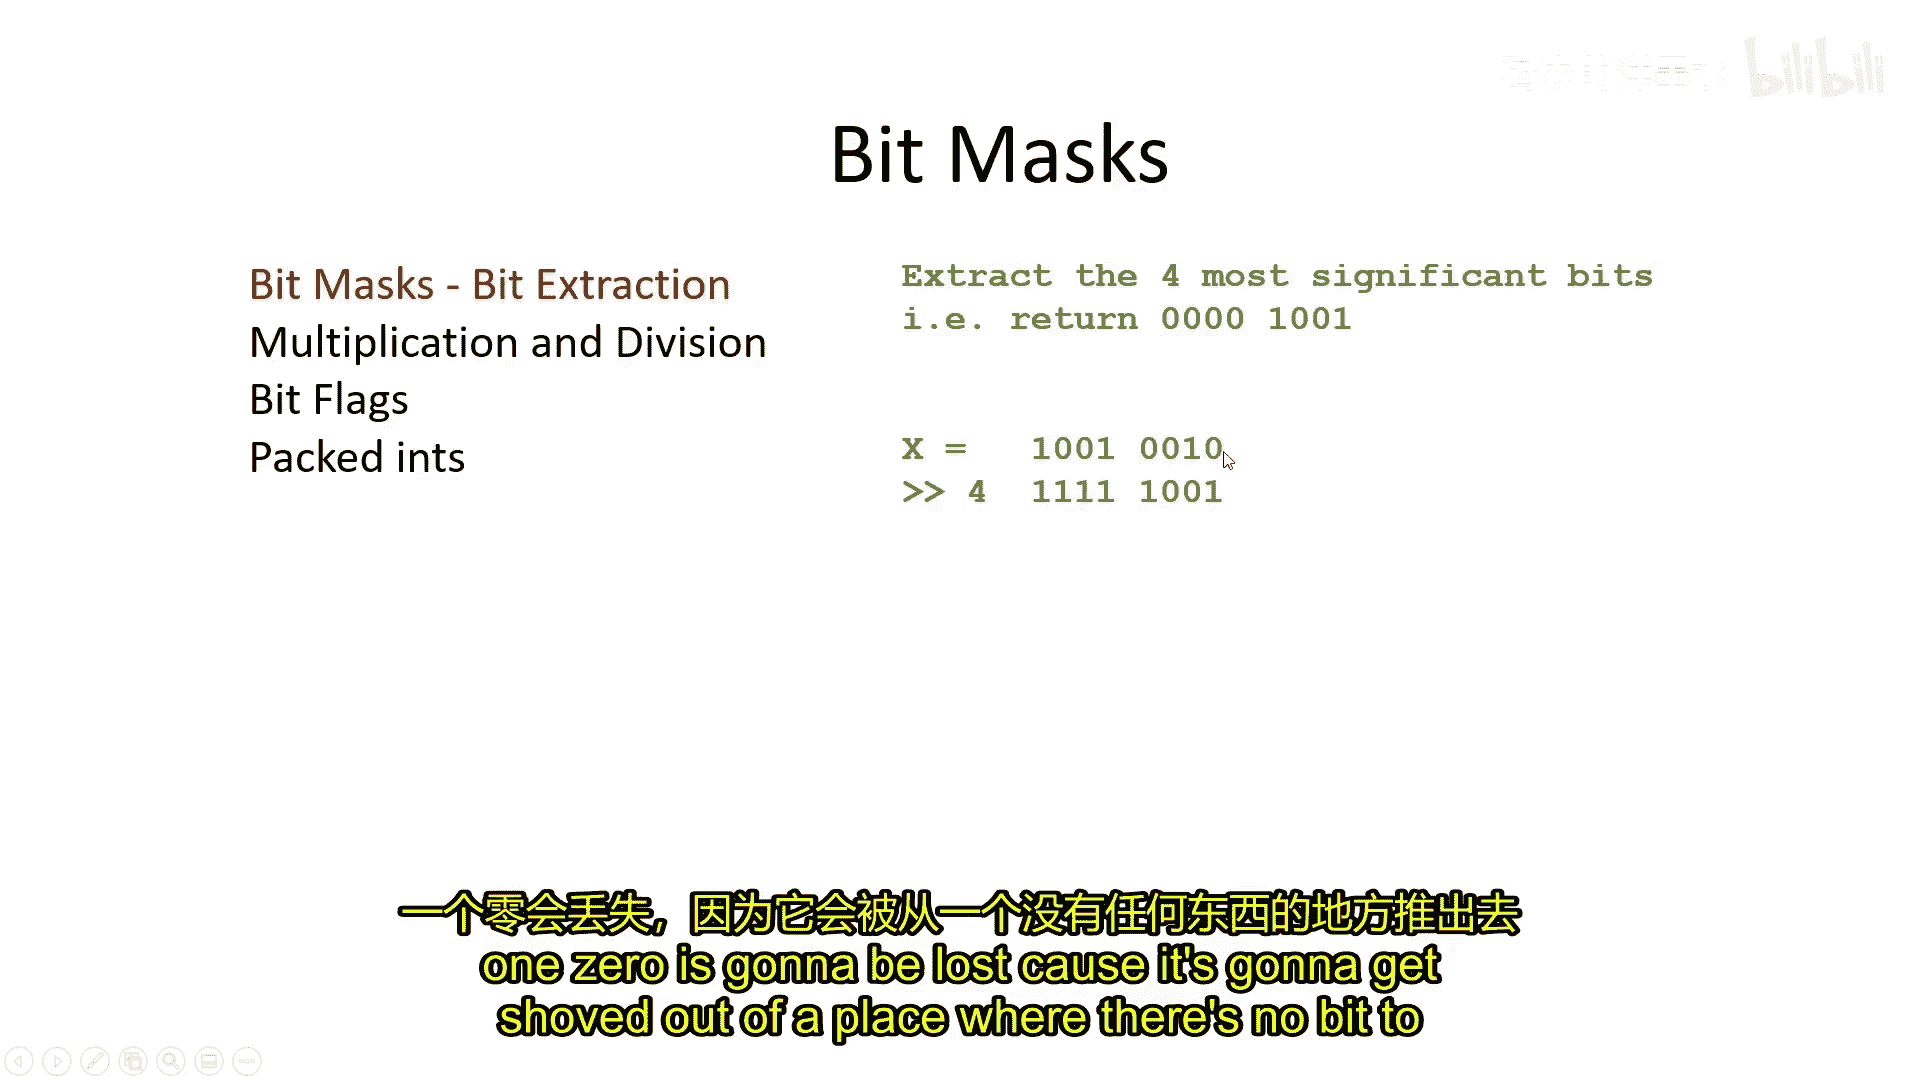 bilibili
Bit Masks
Bit Masks - Bit Extraction
Multiplication and Division
Bit Flags
Packed ints
Extract the 4 most significant bits
i.e. return 0000 1001
X = 1001 0010
>> 4 1111 1001
一个零会丢失，因为它会被从一个没有任何东西的地方推出去
one zero is gonna be lost cause it's gonna get
shoved out of a place where there's no bit to